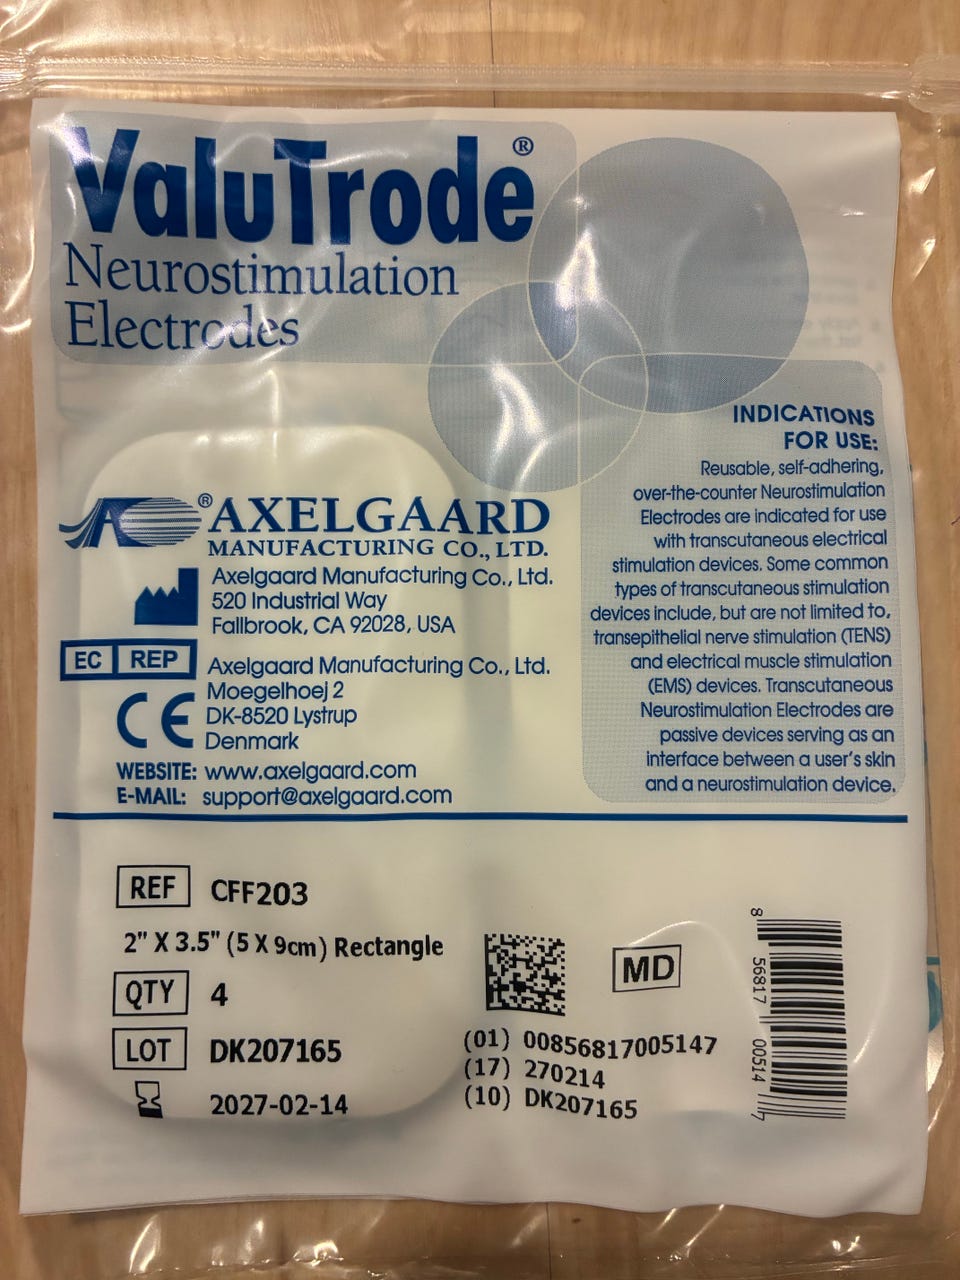 ValuTrode®
Neurostimulation
Electrodes
INDICATIONS
FOR USE:
Reusable, self-adhering,
over-the-counter Neurostimulation
Electrodes are indicated for use
with transcutaneous electrical
stimulation devices. Some common
types of transcutaneous stimulation
devices include, but are not limited to,
transepithelial nerve stimulation (TENS)
and electrical muscle stimulation
(EMS) devices. Transcutaneous
Neurostimulation Electrodes are
passive devices serving as an
interface between a user's skin
and a neurostimulation device.
A ® AXELGAARD
MANUFACTURING CO., LTD.
Axelgaard Manufacturing Co., Ltd.
520 Industrial Way
Fallbrook, CA 92028, USA
EC REP
Axelgaard Manufacturing Co., Ltd.
Moegelhoej 2
DK-8520 Lystrup
Denmark
CE
WEBSITE: www.axelgaard.com
E-MAIL: support@axelgaard.com
REF CFF203
2" X 3.5" (5 X 9cm) Rectangle
QTY 4
LOT DK207165
2027-02-14
MD
(01) 00856817005147
(17) 270214
(10) DK207165
8 56817 00514 7